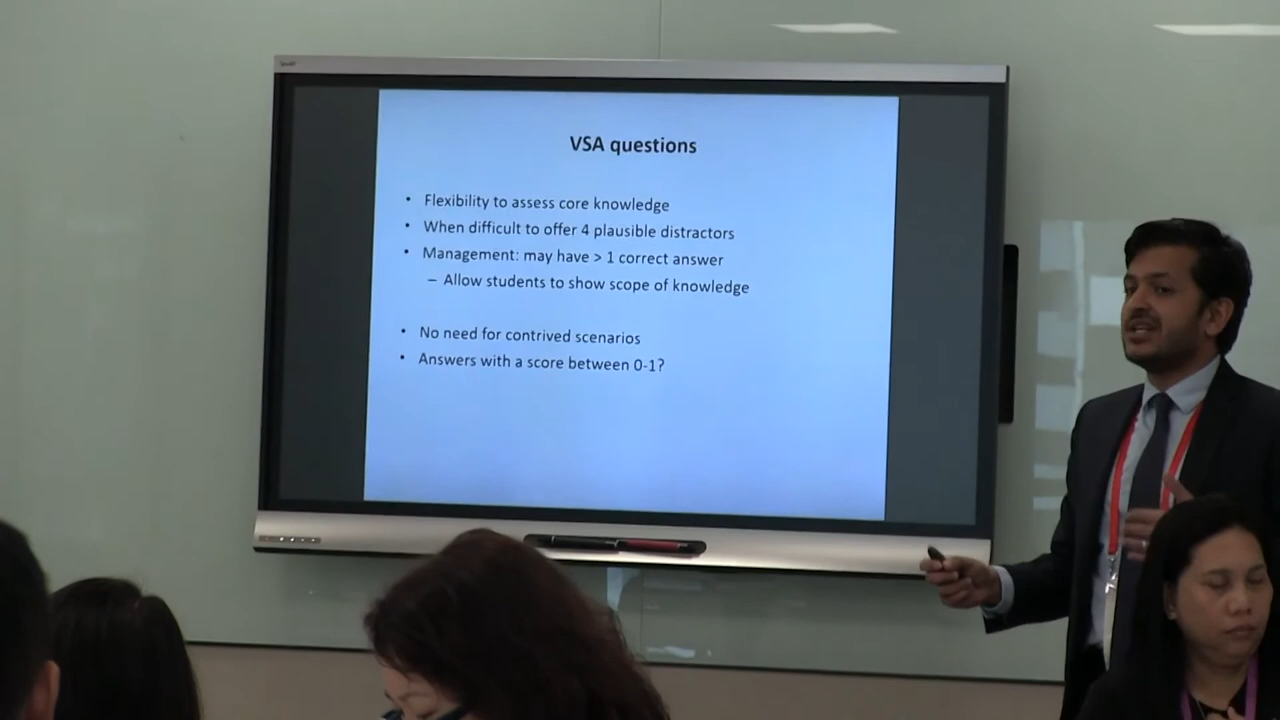 VSA questions
• Flexibility to assess core knowledge
• When difficult to offer 4 plausible distractors
• Management: may have > 1 correct answer
– Allow students to show scope of knowledge
• No need for contrived scenarios
• Answers with a score between 0-1?